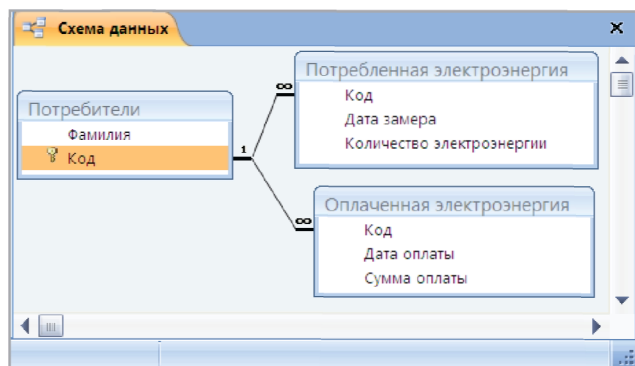 Схема данных
Потребители
Фамилия
Код
1
∞
Потребленная электроэнергия
Код
Дата замера
Количество электроэнергии
∞
Оплаченная электроэнергия
Код
Дата оплаты
Сумма оплаты